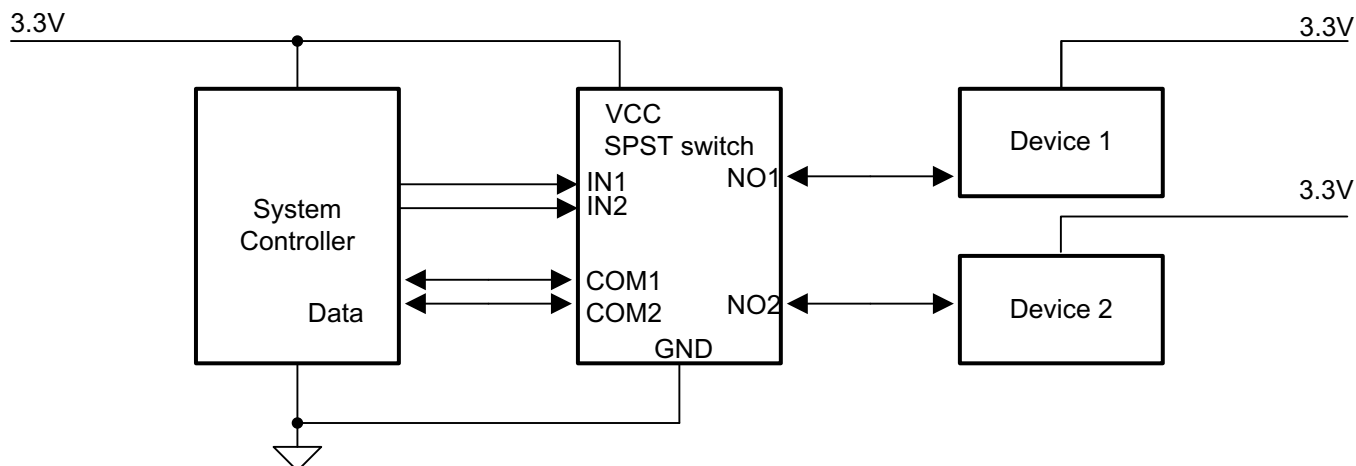 3.3V
3.3V
VCC
SPST switch
Device 1
IN1
NO1
IN2
3.3V
System
Controller
COM1
Data
COM2
NO2
Device 2
GND